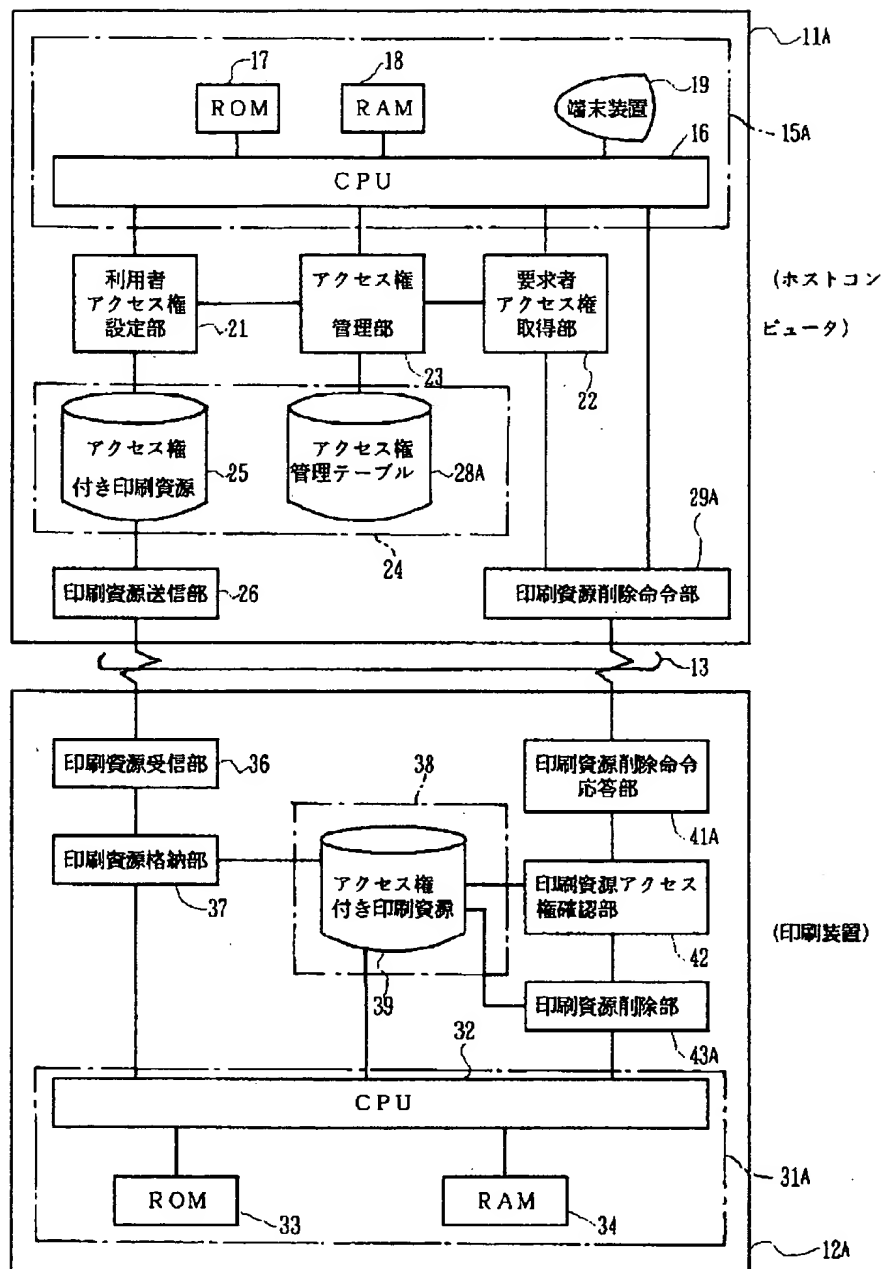 11A
17
18
19
ROM
RAM
端末装置
16
15A
CPU
利用者
アクセス権
設定部
21
アクセス権
管理部
23
要求者
アクセス権
取得部
22
(ホストコン
ピュータ)
アクセス権
付き印刷資源
25
アクセス権
管理テーブル
28A
24
29A
印刷資源送信部
26
印刷資源削除命令部
13
印刷資源受信部
36
38
印刷資源削除命令
応答部
41A
印刷資源格納部
37
アクセス権
付き印刷資源
39
印刷資源アクセス
権確認部
42
(印刷装置)
印刷資源削除部
43A
32
CPU
31A
ROM
33
RAM
34
12A